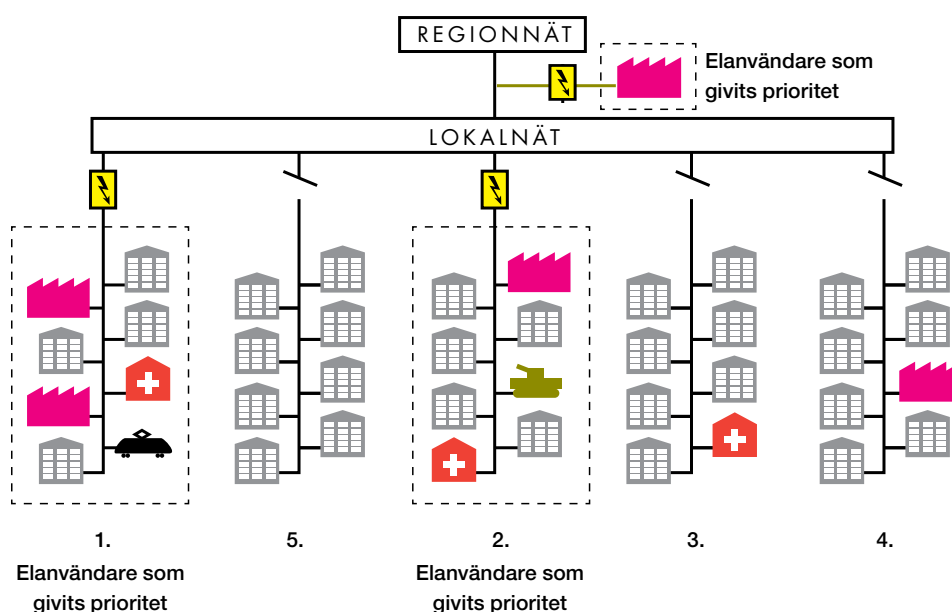 REGIONNÄT
Elanvändare som
givits prioritet
LOKALNÄT
1.
Elanvändare som
givits prioritet
5.
2.
Elanvändare som
givits prioritet
3.
4.